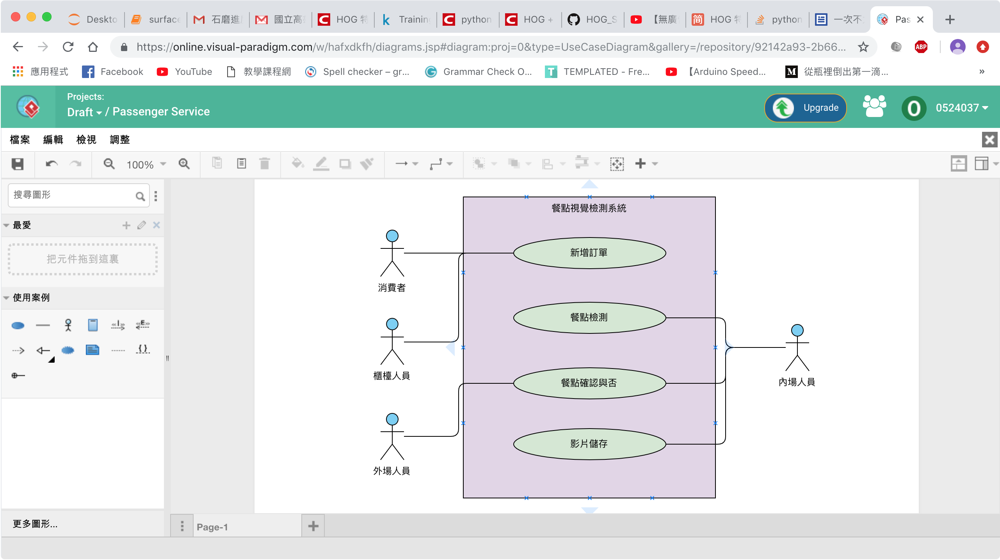 Deskto
surface
石磨進
國立高
HOG 特
Training
python
HOG +
HOG_S
【無廣
HOG 特
python
一次不
Pas
https://online.visual-paradigm.com/w/hafxdkfh/diagrams.jsp#diagram:proj=0&type=UseCaseDiagram&gallery=/repository/92142a93-2b66...
ABP
應用程式
Facebook
YouTube
教學課程網
Spell checker – gr...
Grammar Check O...
TEMPLATED - Fre...
【Arduino Speed...
從瓶裡倒出第一滴...
»
Projects:
Draft / Passenger Service
Upgrade
0
0524037
檔案 編輯 檢視 調整
100%
搜尋圖形
最愛
把元件拖到這裏
使用案例
更多圖形...
餐點視覺檢測系統
新增訂單
消費者
餐點檢測
櫃檯人員
餐點確認與否
內場人員
影片儲存
外場人員
Page-1